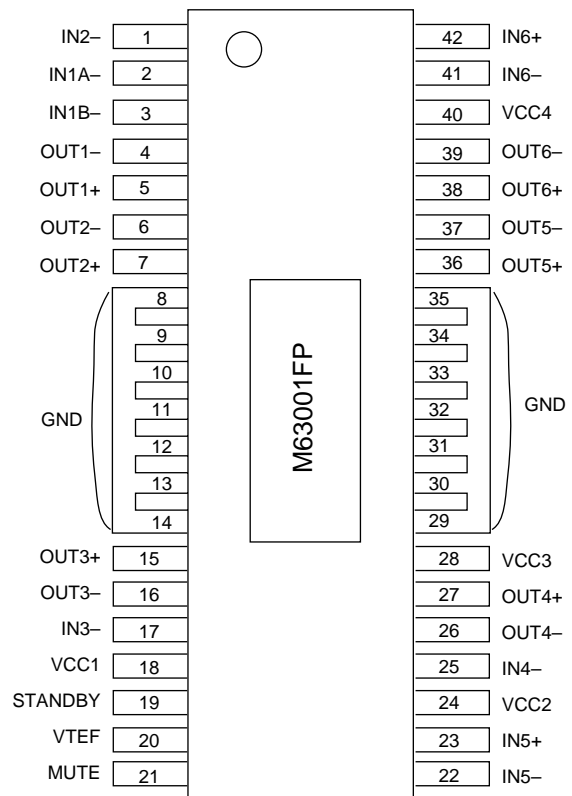 IN2– 1 42 IN6+
IN1A– 2 41 IN6–
IN1B– 3 40 VCC4
OUT1– 4 39 OUT6–
OUT1+ 5 38 OUT6+
OUT2– 6 37 OUT5–
OUT2+ 7 36 OUT5+
8 35
9 34
10 33
GND 11 32 GND
12 31
13 30
14 29
M63001FP
OUT3+ 15 28 VCC3
OUT3– 16 27 OUT4+
IN3– 17 26 OUT4–
VCC1 18 25 IN4–
STANDBY 19 24 VCC2
VTEF 20 23 IN5+
MUTE 21 22 IN5–